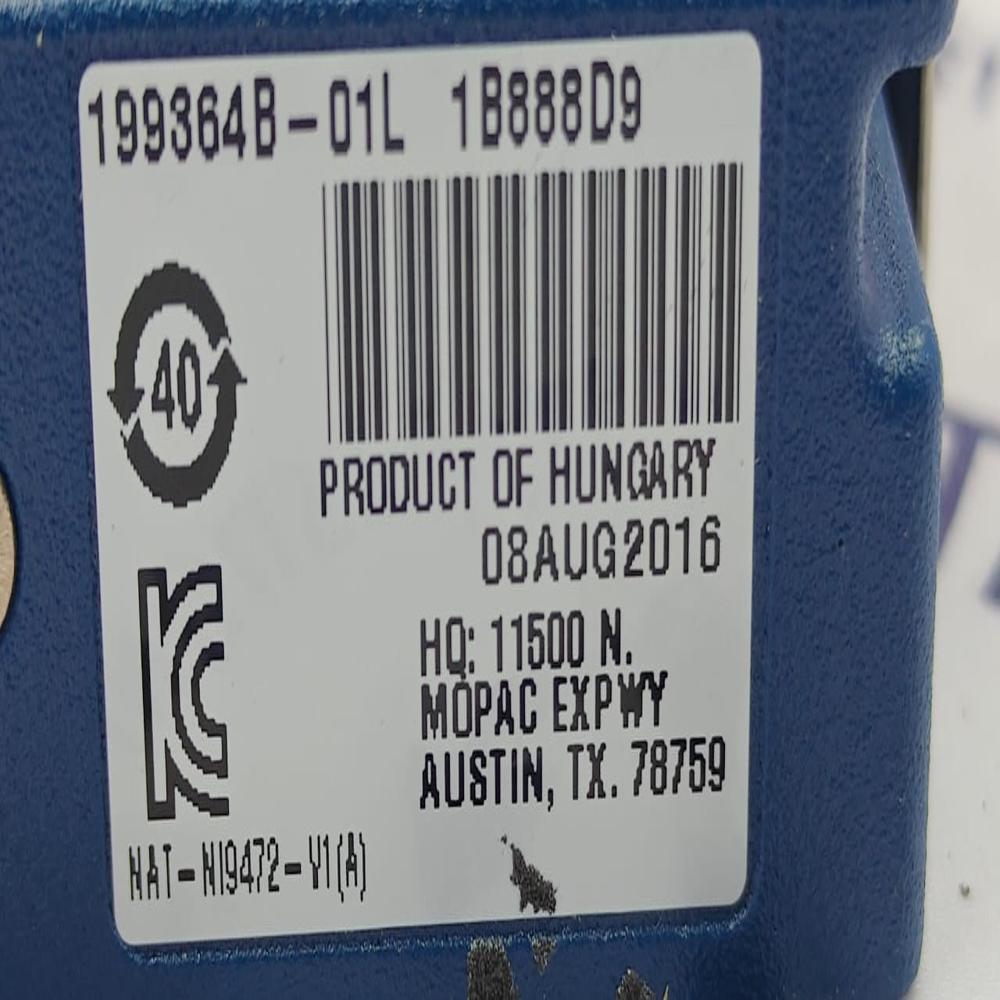 199364B-01L 1B888D9
40
PRODUCT OF HUNGARY
08AUG2016
HQ: 11500 N.
MOPAC EXPWY
AUSTIN, TX. 78759
NAT-NI9472-V1(A)